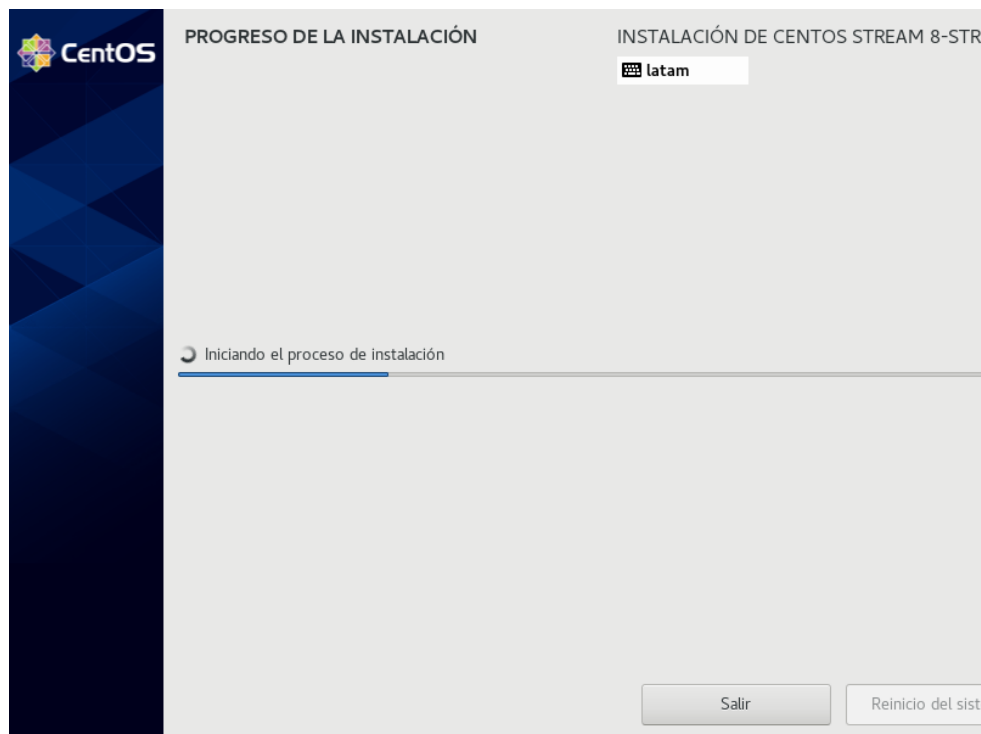 CentOS
PROGRESO DE LA INSTALACIÓN
INSTALACIÓN DE CENTOS STREAM 8-STR
latam
Iniciando el proceso de instalación
Salir
Reinicio del sist